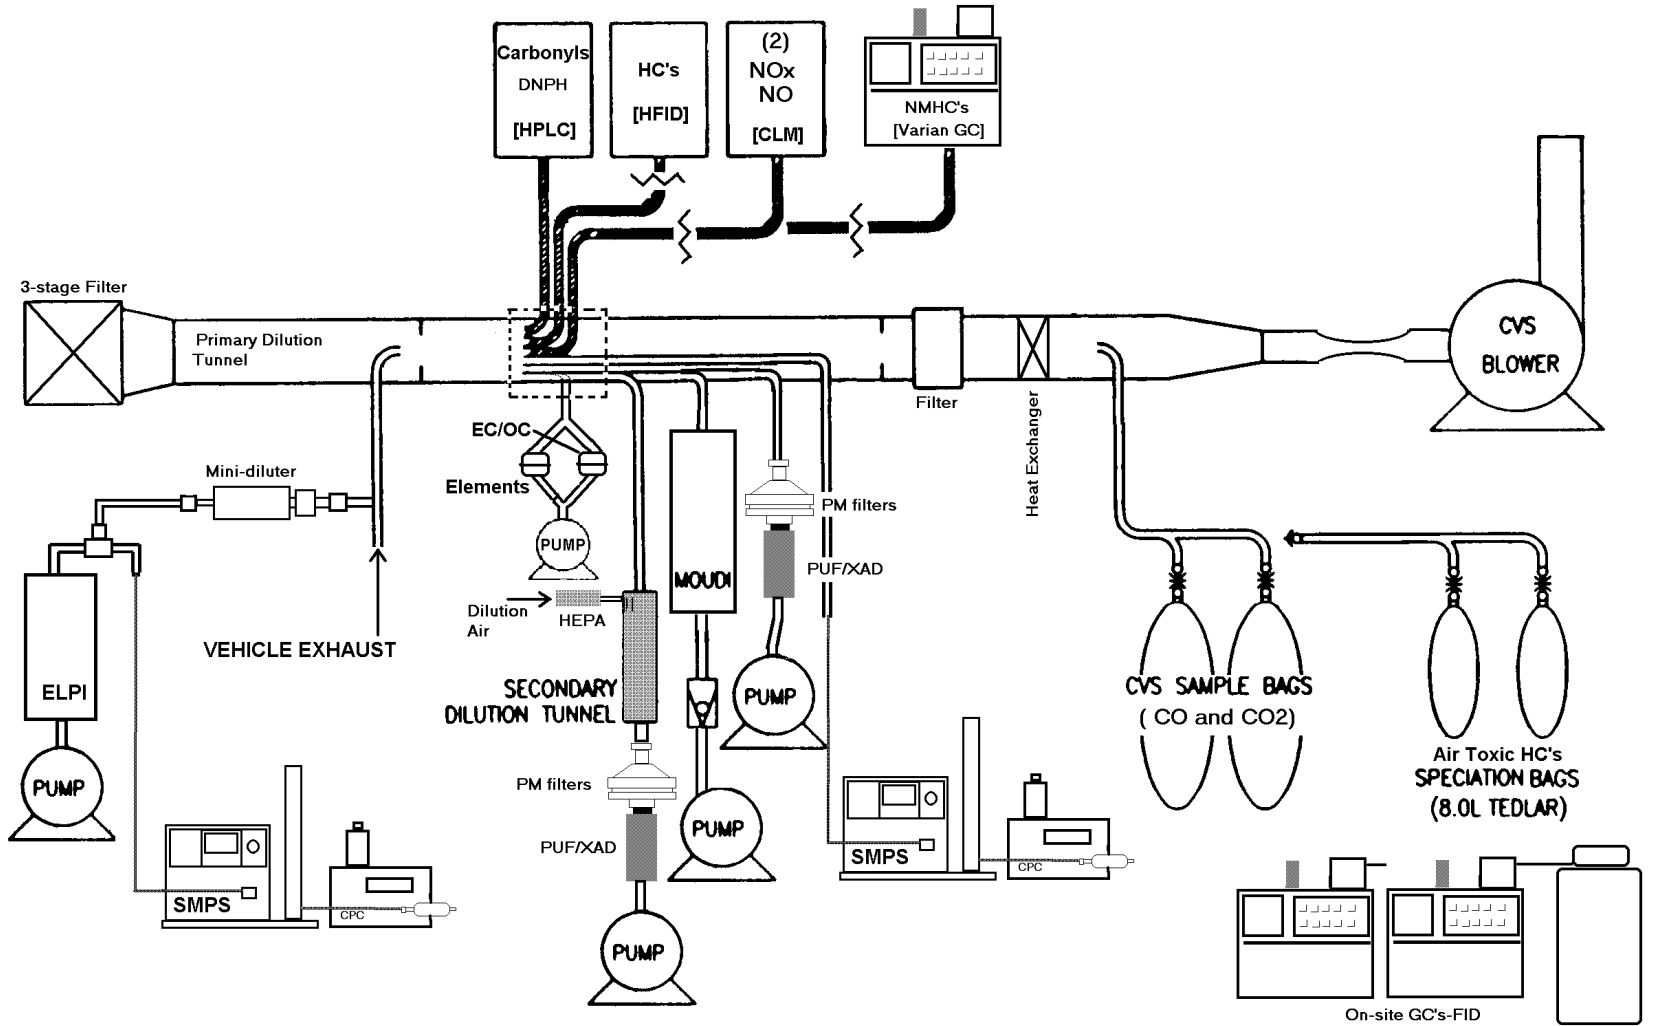 Carbonyls
DNPH
[HPLC]
HC's
[HFID]
(2)
NOx
NO
[CLM]
NMHC's
[Varian GC]
3-stage Filter
Primary Dilution
Tunnel
CVS
BLOWER
Filter
Heat Exchanger
EC/OC
Elements
PUMP
Mini-diluter
PM filters
PUF/XAD
MOUDI
Dilution
Air
HEPA
VEHICLE EXHAUST
ELPI
PUMP
SECONDARY
DILUTION TUNNEL
PUMP
CVS SAMPLE BAGS
( CO and CO2)
Air Toxic HC's
SPECIATION BAGS
(8.0L TEDLAR)
PM filters
PUF/XAD
PUMP
SMPS
CPC
SMPS
CPC
PUMP
On-site GC's-FID